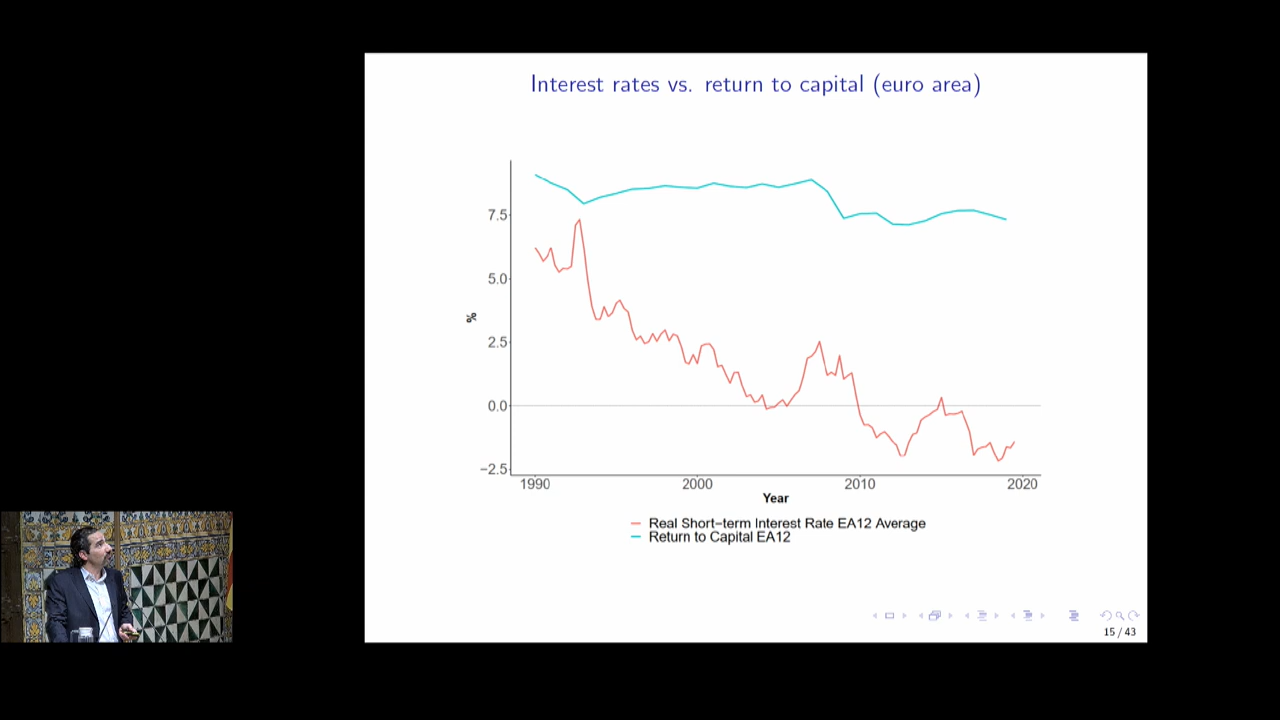 Interest rates vs. return to capital (euro area)
7.5
5.0
%
2.5
0.0
−2.5
1990 2000 2010 2020
Year
Real Short−term Interest Rate EA12 Average
Return to Capital EA12
15 / 43